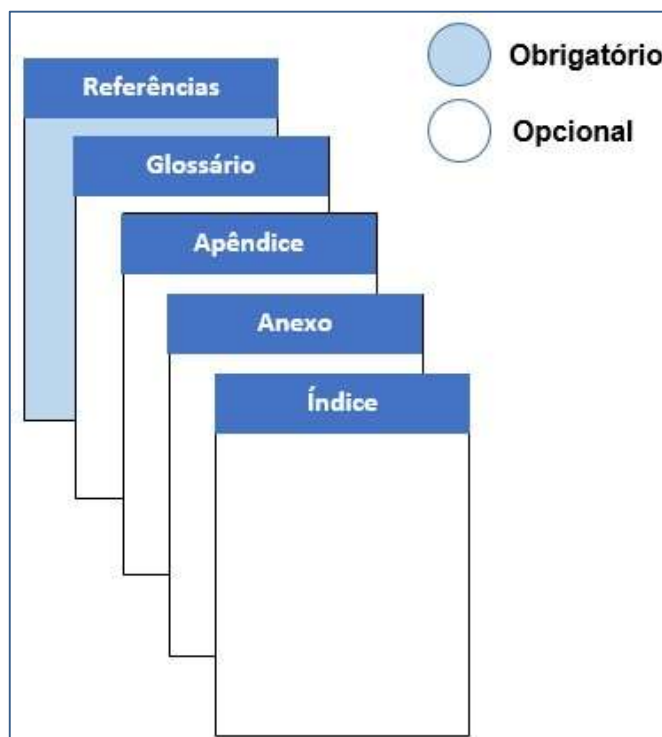 Obrigatório
Referências
Opcional
Glossário
Apêndice
Anexo
Índice